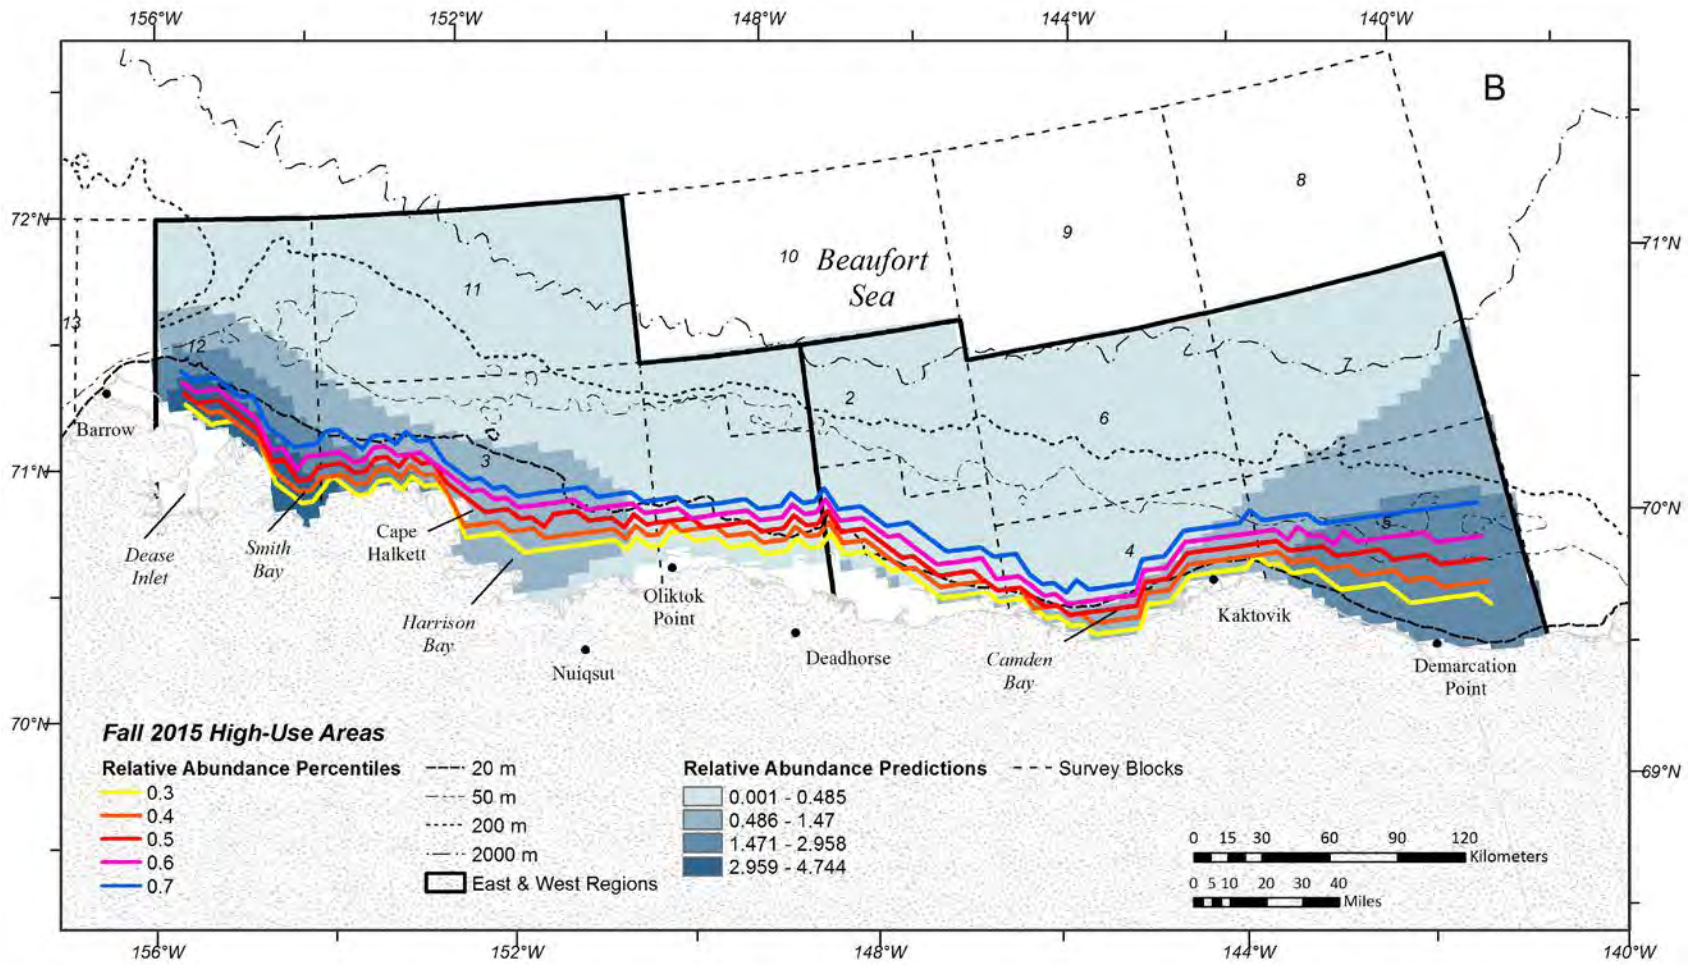 156°W 152°W 148°W 144°W 140°W
B
8
9
10 Beaufort
Sea
72°N
71°N
11
13
12
7
2
6
Barrow
3
71°N
70°N
5
4
Cape
Halkett
Dease
Inlet
Smith
Bay
Harrison
Bay
Oliktok
Point
Kaktovik
Nuiqsut
Deadhorse
Camden
Bay
Demarcation
Point
70°N
69°N
Fall 2015 High-Use Areas
Relative Abundance Percentiles
0.3
0.4
0.5
0.6
0.7
20 m
50 m
200 m
2000 m
East & West Regions
Relative Abundance Predictions
0.001 - 0.485
0.486 - 1.47
1.471 - 2.958
2.959 - 4.744
Survey Blocks
0 15 30 60 90 120
Kilometers
0 5 10 20 30 40
Miles
156°W 152°W 148°W 144°W 140°W